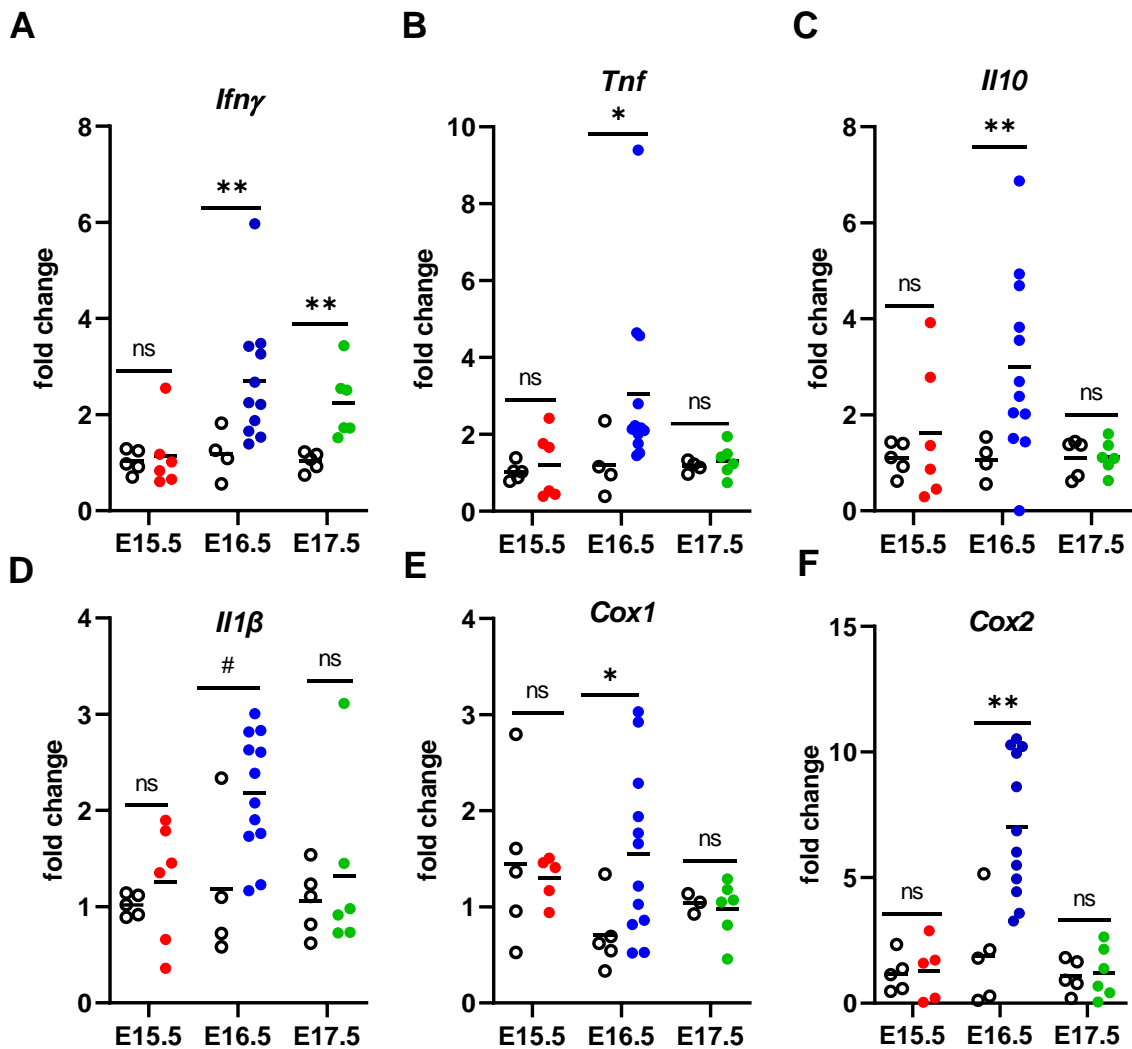 A
Ifnγ
fold change
8
6
4
2
0
ns
**
**
E15.5
E16.5
E17.5
B
Tnf
fold change
10
8
6
4
2
0
ns
*
ns
E15.5
E16.5
E17.5
C
Il10
fold change
8
6
4
2
0
ns
**
ns
E15.5
E16.5
E17.5
D
Il1β
fold change
4
3
2
1
0
ns
#
ns
E15.5
E16.5
E17.5
E
Cox1
fold change
4
3
2
1
0
ns
*
ns
E15.5
E16.5
E17.5
F
Cox2
fold change
15
10
5
0
ns
**
ns
E15.5
E16.5
E17.5